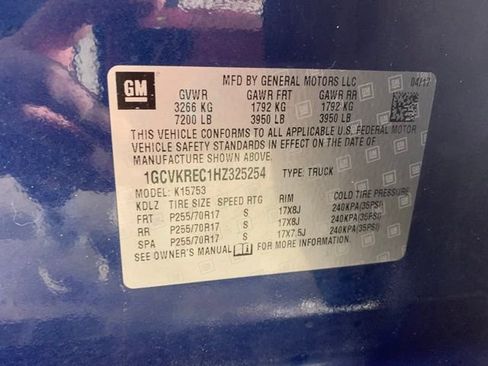 GM
MFD BY GENERAL MOTORS LLC 04/17
GVWR GAWR FRT GAWR RR
3266 KG 1792 KG 1792 KG
7200 LB 3950 LB 3950 LB
THIS VEHICLE CONFORMS TO ALL APPLICABLE U.S. FEDERAL MOTOR
VEHICLE SAFETY STANDARDS IN EFFECT ON THE DATE OF
MANUFACTURE SHOWN ABOVE.
1GCVKREC1HZ325254 TYPE: TRUCK
MODEL: K15753
KDLZ TIRE SIZE SPEED RTG RIM COLD TIRE PRESSURE
FRT P255/70R17 S 17X8J 240KPA(35PSI)
RR P255/70R17 S 17X8J 240KPA(35PSI)
SPA P255/70R17 S 17X7.5J 240KPA(35PSI)
SEE OWNER'S MANUAL FOR MORE INFORMATION.